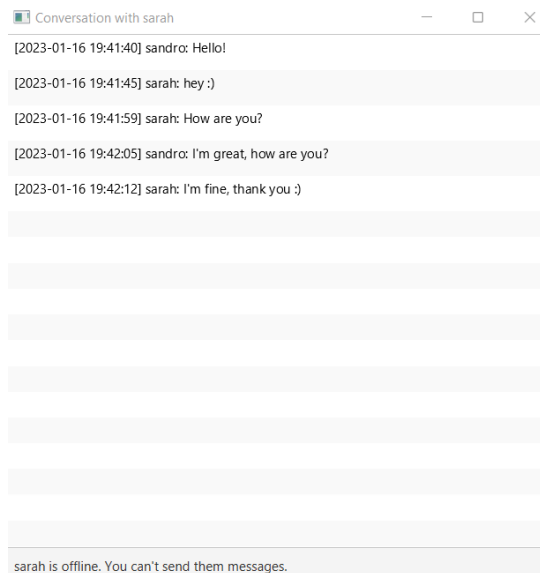 Conversation with sarah
[2023-01-16 19:41:40] sandro: Hello!
[2023-01-16 19:41:45] sarah: hey :)
[2023-01-16 19:41:59] sarah: How are you?
[2023-01-16 19:42:05] sandro: I'm great, how are you?
[2023-01-16 19:42:12] sarah: I'm fine, thank you :)
sarah is offline. You can't send them messages.